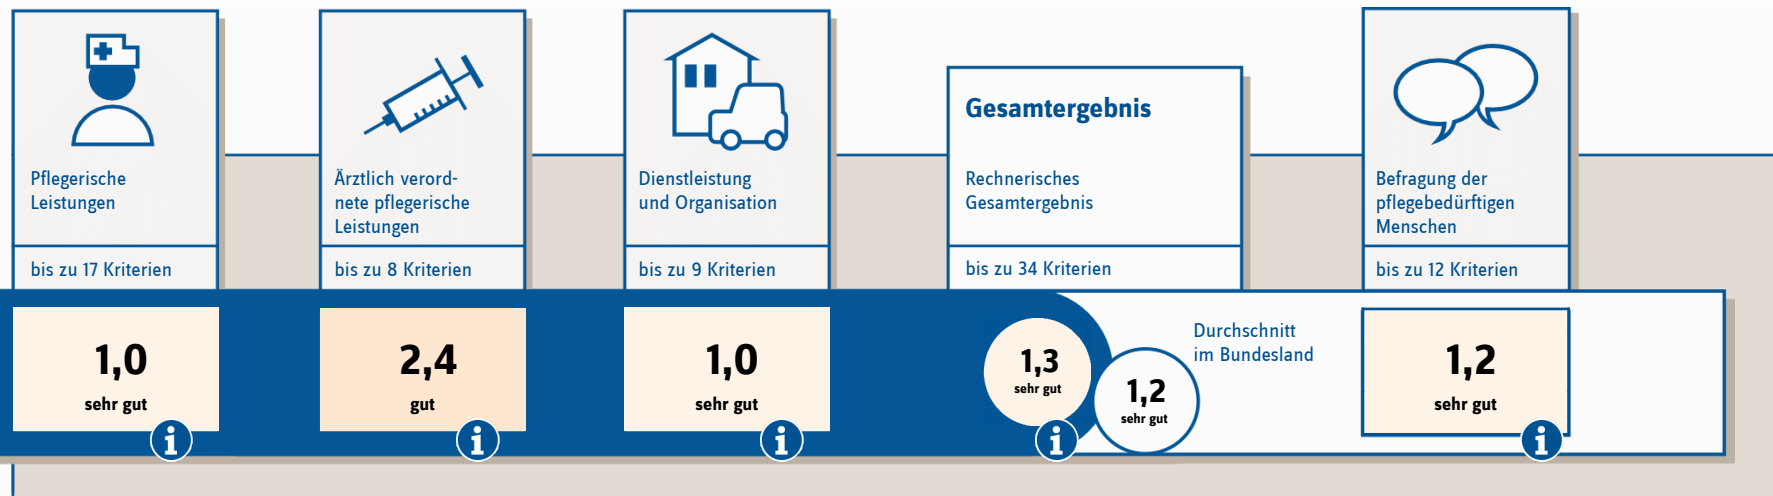 Pflegerische
Leistungen
bis zu 17 Kriterien
1,0
sehr gut
i
Ärztlich verord-
nete pflegerische
Leistungen
bis zu 8 Kriterien
2,4
gut
i
Dienstleistung
und Organisation
bis zu 9 Kriterien
1,0
sehr gut
i
Gesamtergebnis
Rechnerisches
Gesamtergebnis
bis zu 34 Kriterien
1,3
sehr gut
i
Durchschnitt
im Bundesland
1,2
sehr gut
Befragung der
pflegebedürftigen
Menschen
bis zu 12 Kriterien
1,2
sehr gut
i